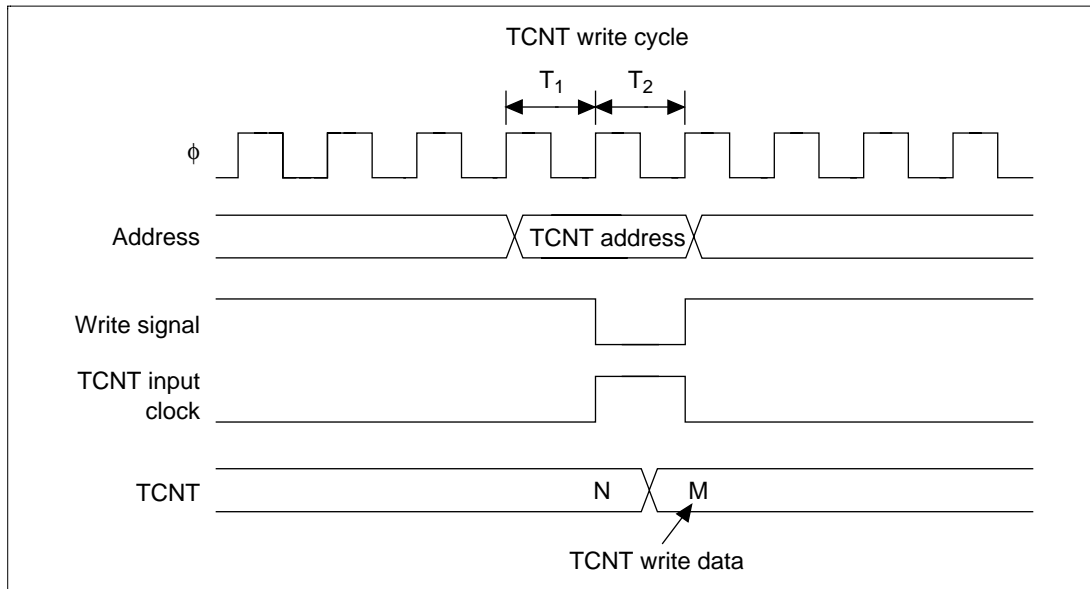 TCNT write cycle
T1 T2
ϕ
Address
TCNT address
Write signal
TCNT input
clock
TCNT
N
M
TCNT write data